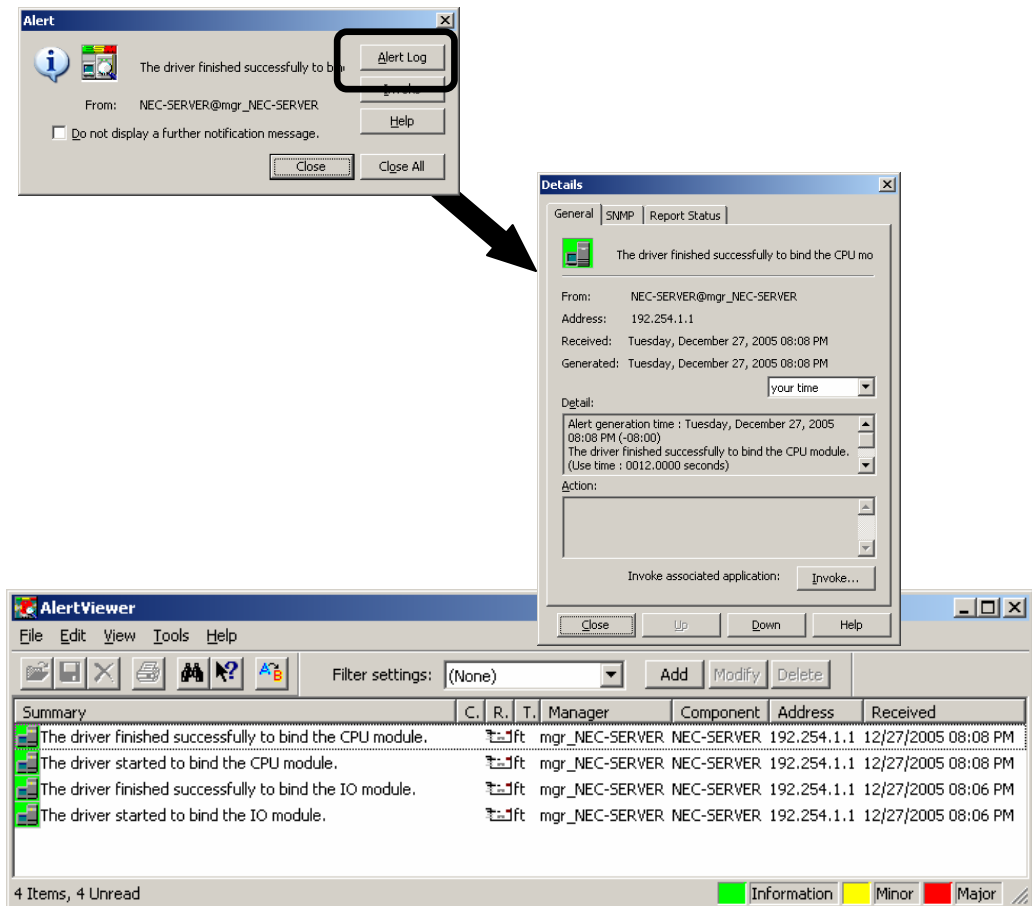 Alert
The driver finished successfully to
Alert Log
From: NEC-SERVER@mgr_NEC-SERVER
Help
Do not display a further notification message.
Close
Close All
Details
General
SNMP
Report Status
The driver finished successfully to bind the CPU mo
From: NEC-SERVER@mgr_NEC-SERVER
Address: 192.254.1.1
Received: Tuesday, December 27, 2005 08:08 PM
Generated: Tuesday, December 27, 2005 08:08 PM
your time
Detail:
Alert generation time : Tuesday, December 27, 2005
08:08 PM (-08:00)
The driver finished successfully to bind the CPU module.
(Use time : 0012.0000 seconds)
Action:
Invoke associated application:
Invoke...
Close
Up
Down
Help
AlertViewer
File Edit View Tools Help
Filter settings: (None) Add Modify Delete
Summary C. R. T. Manager Component Address Received
The driver finished successfully to bind the CPU module. ft mgr_NEC-SERVER NEC-SERVER 192.254.1.1 12/27/2005 08:08 PM
The driver started to bind the CPU module. ft mgr_NEC-SERVER NEC-SERVER 192.254.1.1 12/27/2005 08:08 PM
The driver finished successfully to bind the IO module. ft mgr_NEC-SERVER NEC-SERVER 192.254.1.1 12/27/2005 08:06 PM
The driver started to bind the IO module. ft mgr_NEC-SERVER NEC-SERVER 192.254.1.1 12/27/2005 08:06 PM
4 Items, 4 Unread
Information
Minor
Major